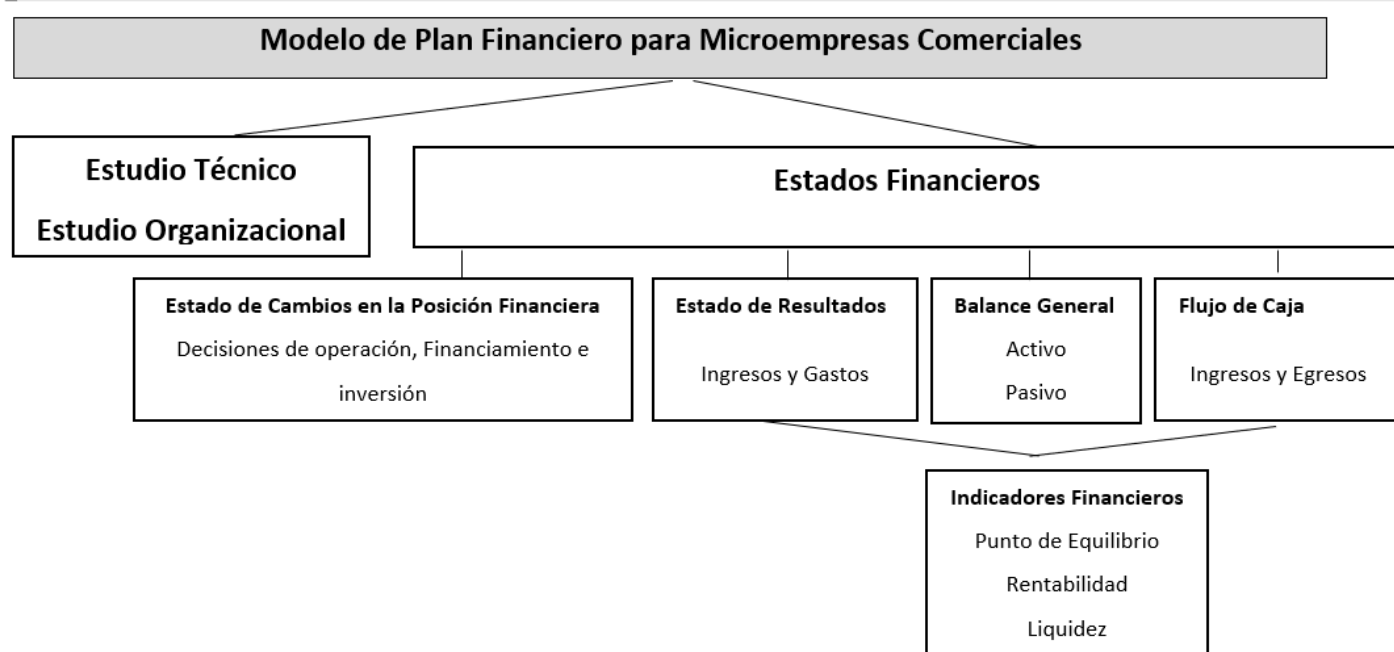 Modelo de Plan Financiero para Microempresas Comerciales
Estudio Técnico
Estudio Organizacional
Estados Financieros
Estado de Cambios en la Posición Financiera
Decisiones de operación, Financiamiento e
inversión
Estado de Resultados
Ingresos y Gastos
Balance General
Activo
Pasivo
Flujo de Caja
Ingresos y Egresos
Indicadores Financieros
Punto de Equilibrio
Rentabilidad
Liquidez